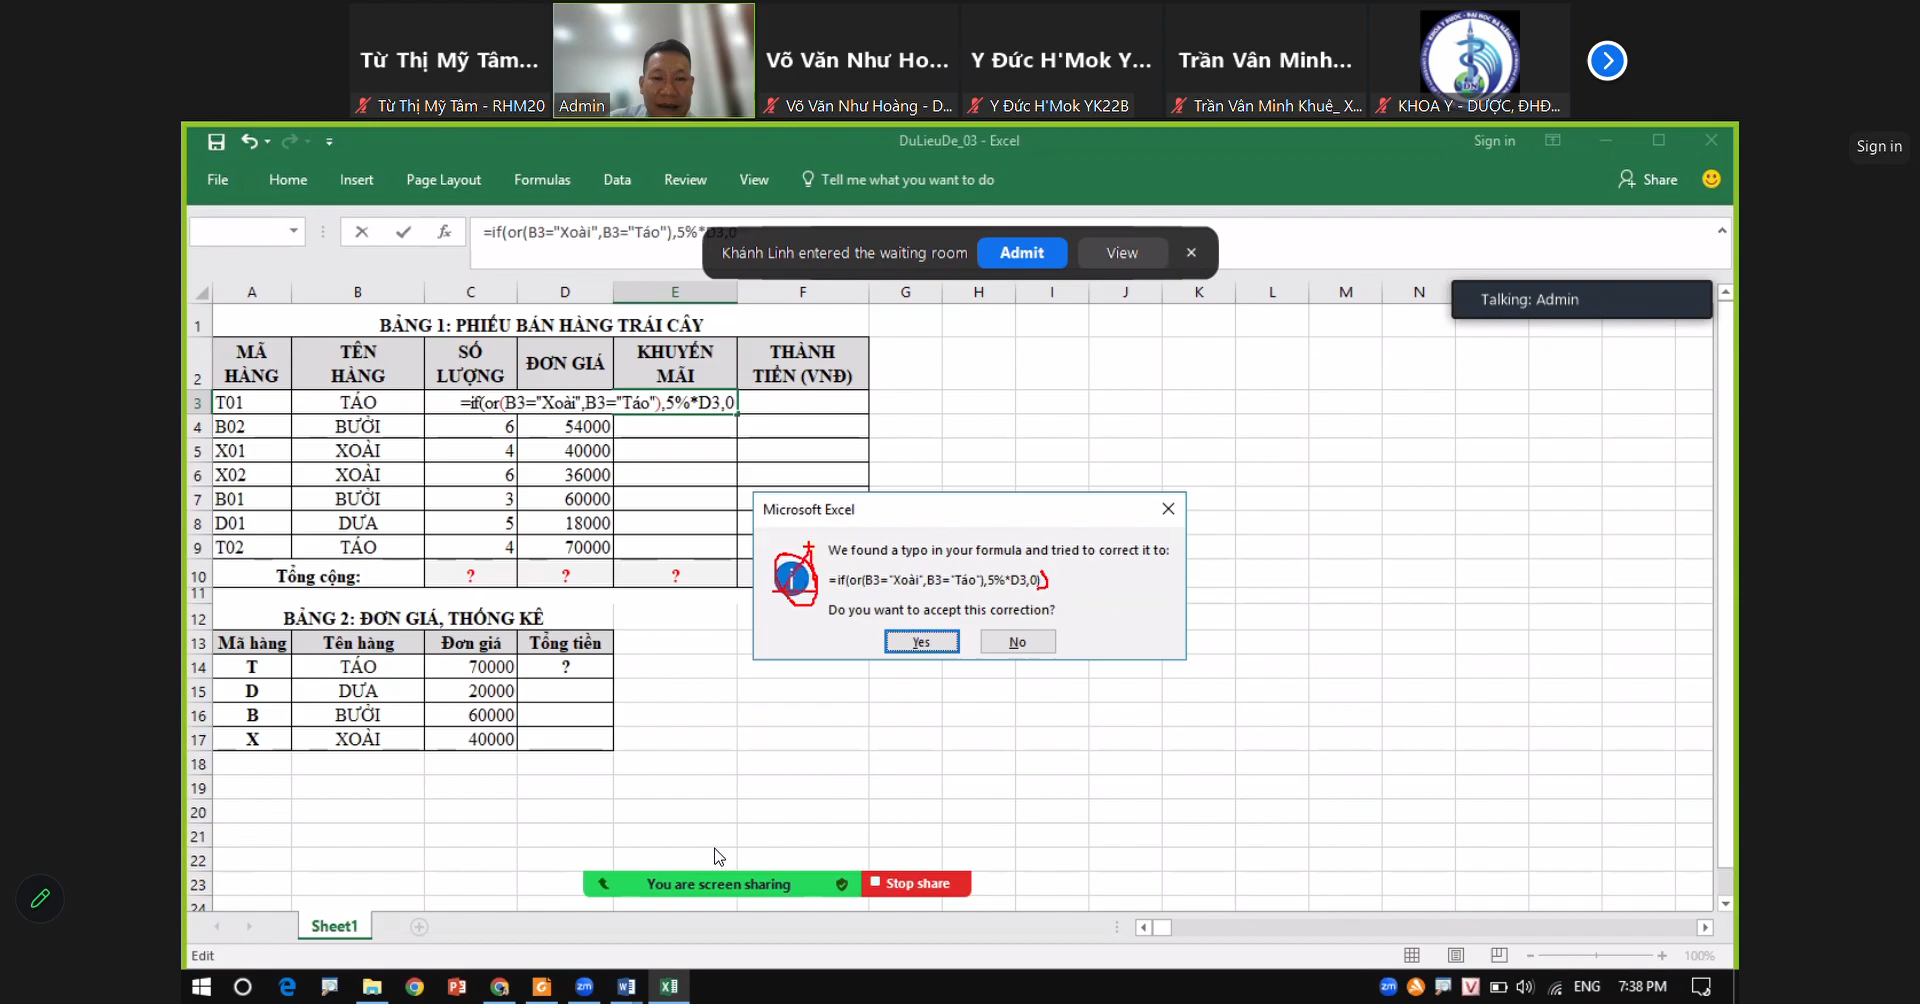 Từ Thị Mỹ Tâm...
Từ Thị Mỹ Tâm - RHM20
Admin
Võ Văn Như Ho...
Võ Văn Như Hoàng - D...
Y Đức H'Mok Y...
Y Đức H'Mok YK22B
Trần Vân Minh...
Trần Vân Minh Khuê_ X...
KHOA Y - DƯỢC, ĐHĐ...
Sign in
DuLieuDe_03 - Excel
Sign in
File Home Insert Page Layout Formulas Data Review View Tell me what you want to do Share
=if(or(B3="Xoài",B3="Táo"),5%*D3,0
Khánh Linh entered the waiting room Admit View
Talking: Admin
A B C D E F G H I J K L M N
1 BẢNG 1: PHIẾU BÁN HÀNG TRÁI CÂY
2 MÃ HÀNG TÊN HÀNG SỐ LƯỢNG ĐƠN GIÁ KHUYẾN MÃI THÀNH TIỀN (VNĐ)
3 T01 TÁO =if(or(B3="Xoài",B3="Táo"),5%*D3,0
4 B02 BƯỞI 6 54000
5 X01 XOÀI 4 40000
6 X02 XOÀI 6 36000
7 B01 BƯỞI 3 60000
8 D01 DƯA 5 18000
9 T02 TÁO 4 70000
10 Tổng cộng: ? ? ?
11
12 BẢNG 2: ĐƠN GIÁ, THỐNG KÊ
13 Mã hàng Tên hàng Đơn giá Tổng tiền
14 T TÁO 70000 ?
15 D DƯA 20000
16 B BƯỞI 60000
17 X XOÀI 40000
18
19
20
21
22
23
24
Microsoft Excel
We found a typo in your formula and tried to correct it to:
=if(or(B3="Xoài",B3="Táo"),5%*D3,0)
Do you want to accept this correction?
Yes No
You are screen sharing Stop share
Sheet1
Edit 100%
ENG 7:38 PM